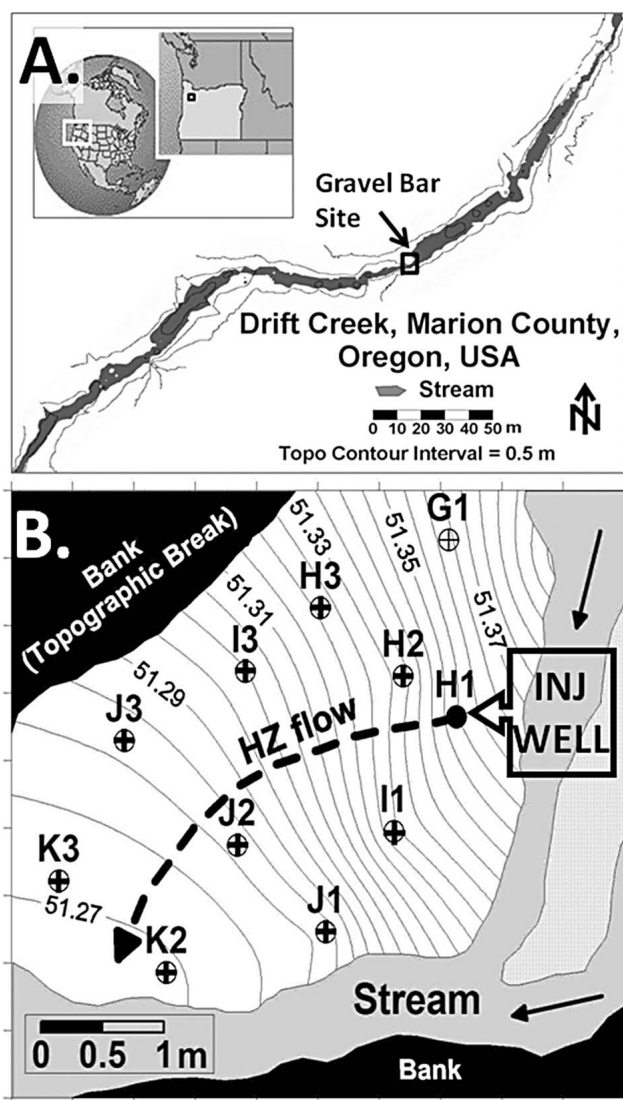 A.
Gravel Bar
Site
Drift Creek, Marion County,
Oregon, USA
Stream
0 10 20 30 40 50 m
N
Topo Contour Interval = 0.5 m
B.
Bank
(Topographic Break)
51.33
51.35
G1
51.37
51.31
H3
I3
H2
H1
INJ
WELL
51.29
J3
HZ flow
J2
I1
K3
51.27
J1
K2
Stream
0 0.5 1m
Bank